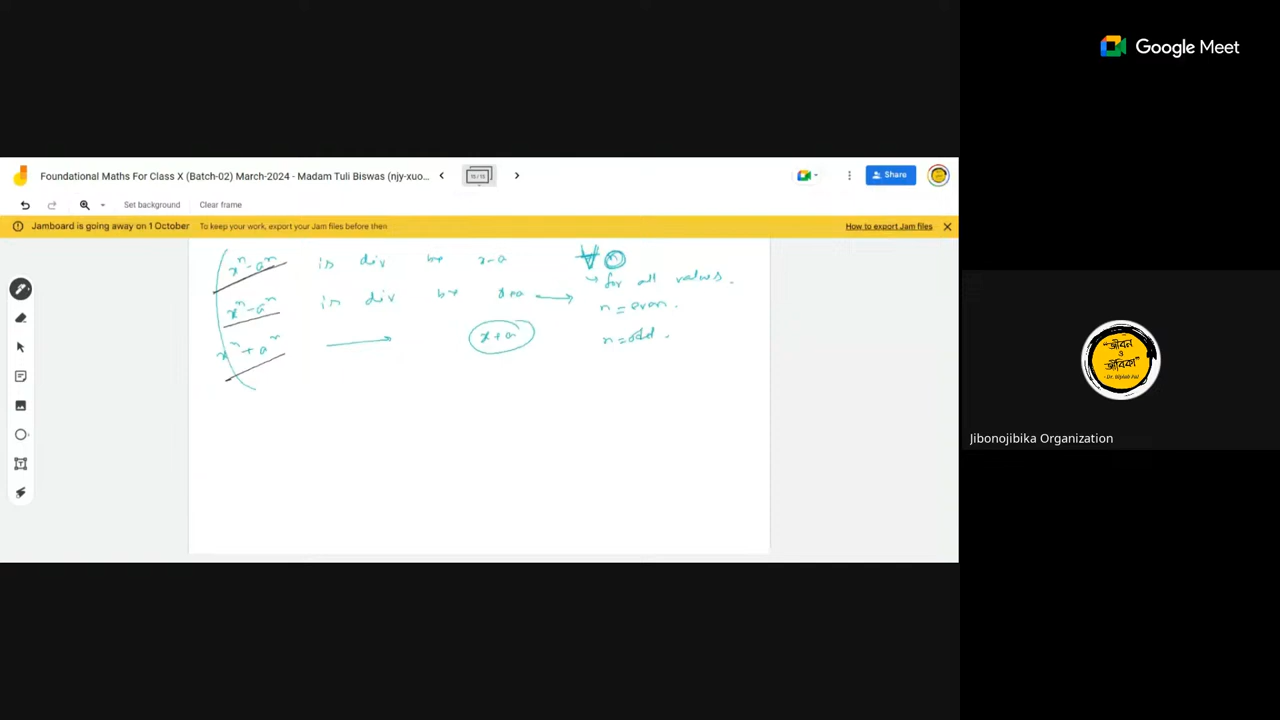 Google Meet
Foundational Maths For Class X (Batch-02) March-2024 - Madam Tuli Biswas (njy-xuo...
15/15
Share
Set background
Clear frame
Jamboard is going away on 1 October
To keep your work, export your Jam files before then
How to export Jam files
xⁿ-aⁿ is div by x-a ∀ n
→ for all values.
xⁿ-aⁿ is div by x+a → n = even.
xⁿ+aⁿ → x+a n = odd.
"জীবন
ও
জীবিকা"
Jibonojibika Organization